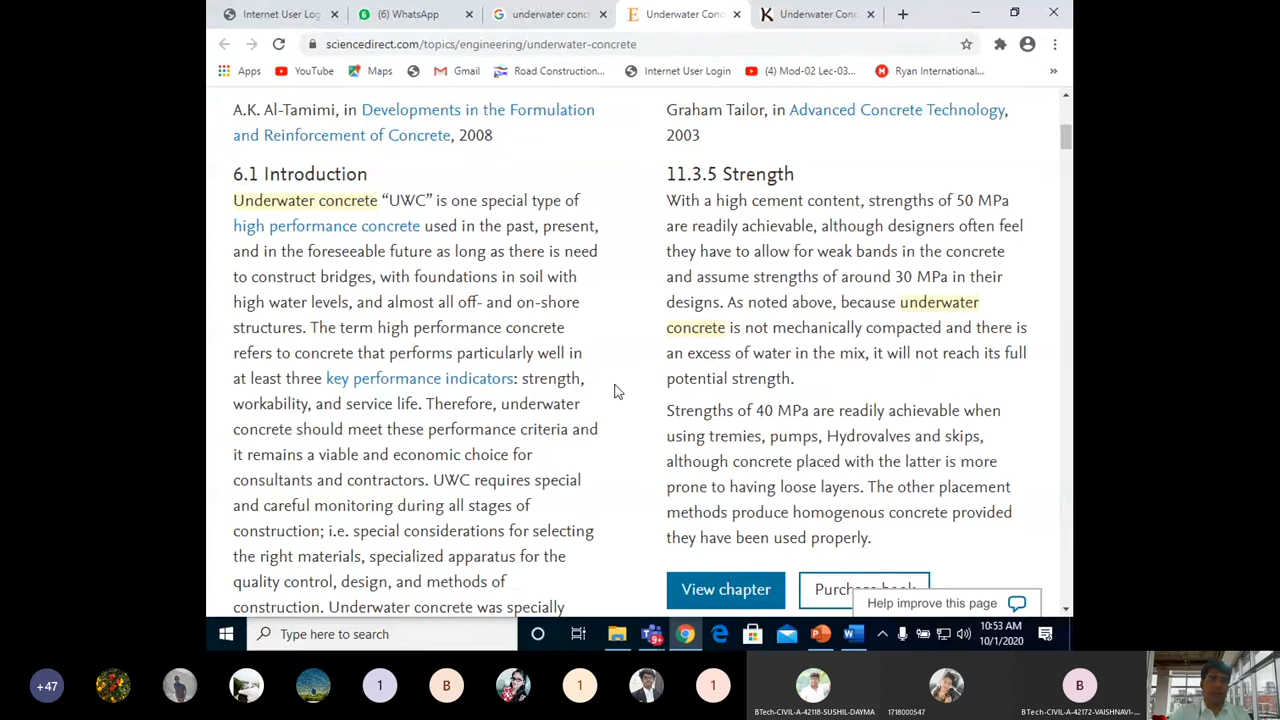 Internet User Log
(6) WhatsApp
underwater conc
Underwater Conc
Underwater Conc
sciencedirect.com/topics/engineering/underwater-concrete
Apps
YouTube
Maps
Gmail
Road Construction...
Internet User Login
(4) Mod-02 Lec-03...
Ryan International...
»
A.K. Al-Tamimi, in Developments in the Formulation
and Reinforcement of Concrete, 2008
6.1 Introduction
Underwater concrete “UWC” is one special type of
high performance concrete used in the past, present,
and in the foreseeable future as long as there is need
to construct bridges, with foundations in soil with
high water levels, and almost all off- and on-shore
structures. The term high performance concrete
refers to concrete that performs particularly well in
at least three key performance indicators: strength,
workability, and service life. Therefore, underwater
concrete should meet these performance criteria and
it remains a viable and economic choice for
consultants and contractors. UWC requires special
and careful monitoring during all stages of
construction; i.e. special considerations for selecting
the right materials, specialized apparatus for the
quality control, design, and methods of
construction. Underwater concrete was specially
Graham Tailor, in Advanced Concrete Technology,
2003
11.3.5 Strength
With a high cement content, strengths of 50 MPa
are readily achievable, although designers often feel
they have to allow for weak bands in the concrete
and assume strengths of around 30 MPa in their
designs. As noted above, because underwater
concrete is not mechanically compacted and there is
an excess of water in the mix, it will not reach its full
potential strength.
Strengths of 40 MPa are readily achievable when
using tremies, pumps, Hydrovalves and skips,
although concrete placed with the latter is more
prone to having loose layers. The other placement
methods produce homogenous concrete provided
they have been used properly.
View chapter
Purchase book
Help improve this page
Type here to search
9+
10:53 AM
10/1/2020
+47
1
B
1
1
B
BTech-CIVIL-A-42118-SUSHIL-DAYMA
1718000547
BTech-CIVIL-A-42172-VAISHNAVI-...